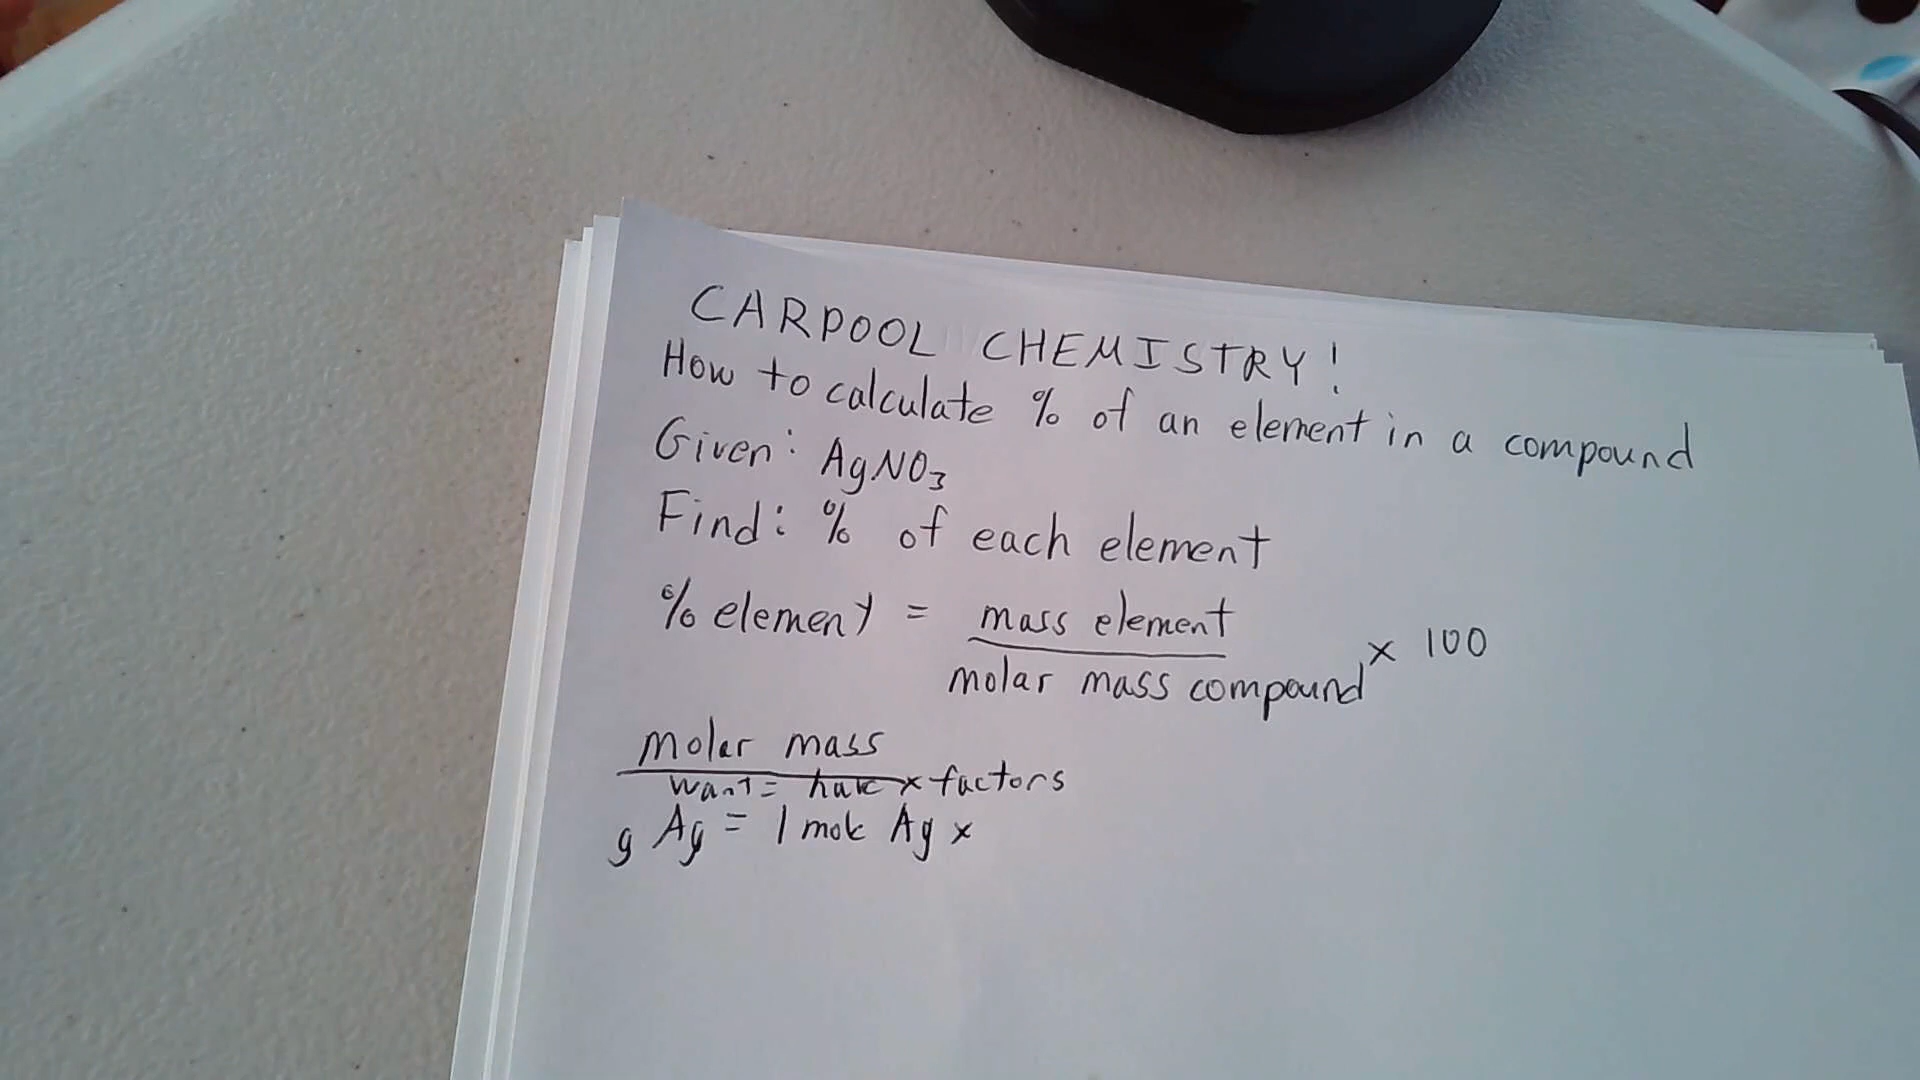 CARPOOL CHEMISTRY!
How to calculate % of an element in a compound
Given: AgNO₃
Find: % of each element
% element = mass element / molar mass compound x 100
molar mass
want = have x factors
g Ag = 1 mole Ag x